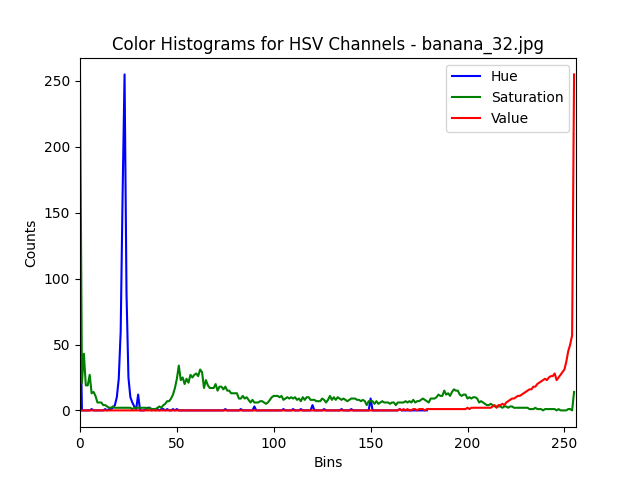 Color Histograms for HSV Channels - banana_32.jpg
Hue
Saturation
Value
250
200
150
100
50
0
Counts
0 50 100 150 200 250
Bins